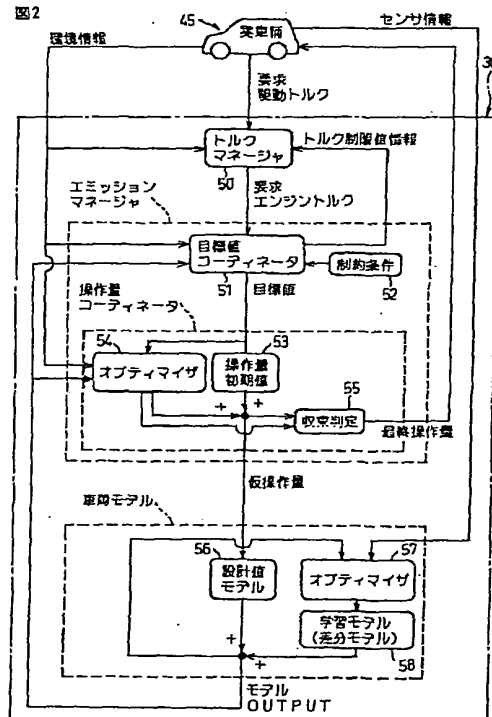 図2
45
実車両
センサ情報
環境情報
要求
駆動トルク
トルク
マネージャ
50
トルク制限値情報
エミッション
マネージャ
要求
エンジントルク
目標値
コーディネータ
51
制約条件
52
目標値
操作量
コーディネータ
54
オプティマイザ
53
操作量
初期値
55
収束判定
+
+
最終操作量
仮操作量
車両モデル
56
設計値
モデル
57
オプティマイザ
学習モデル
(差分モデル)
58
+
+
モデル
OUTPUT